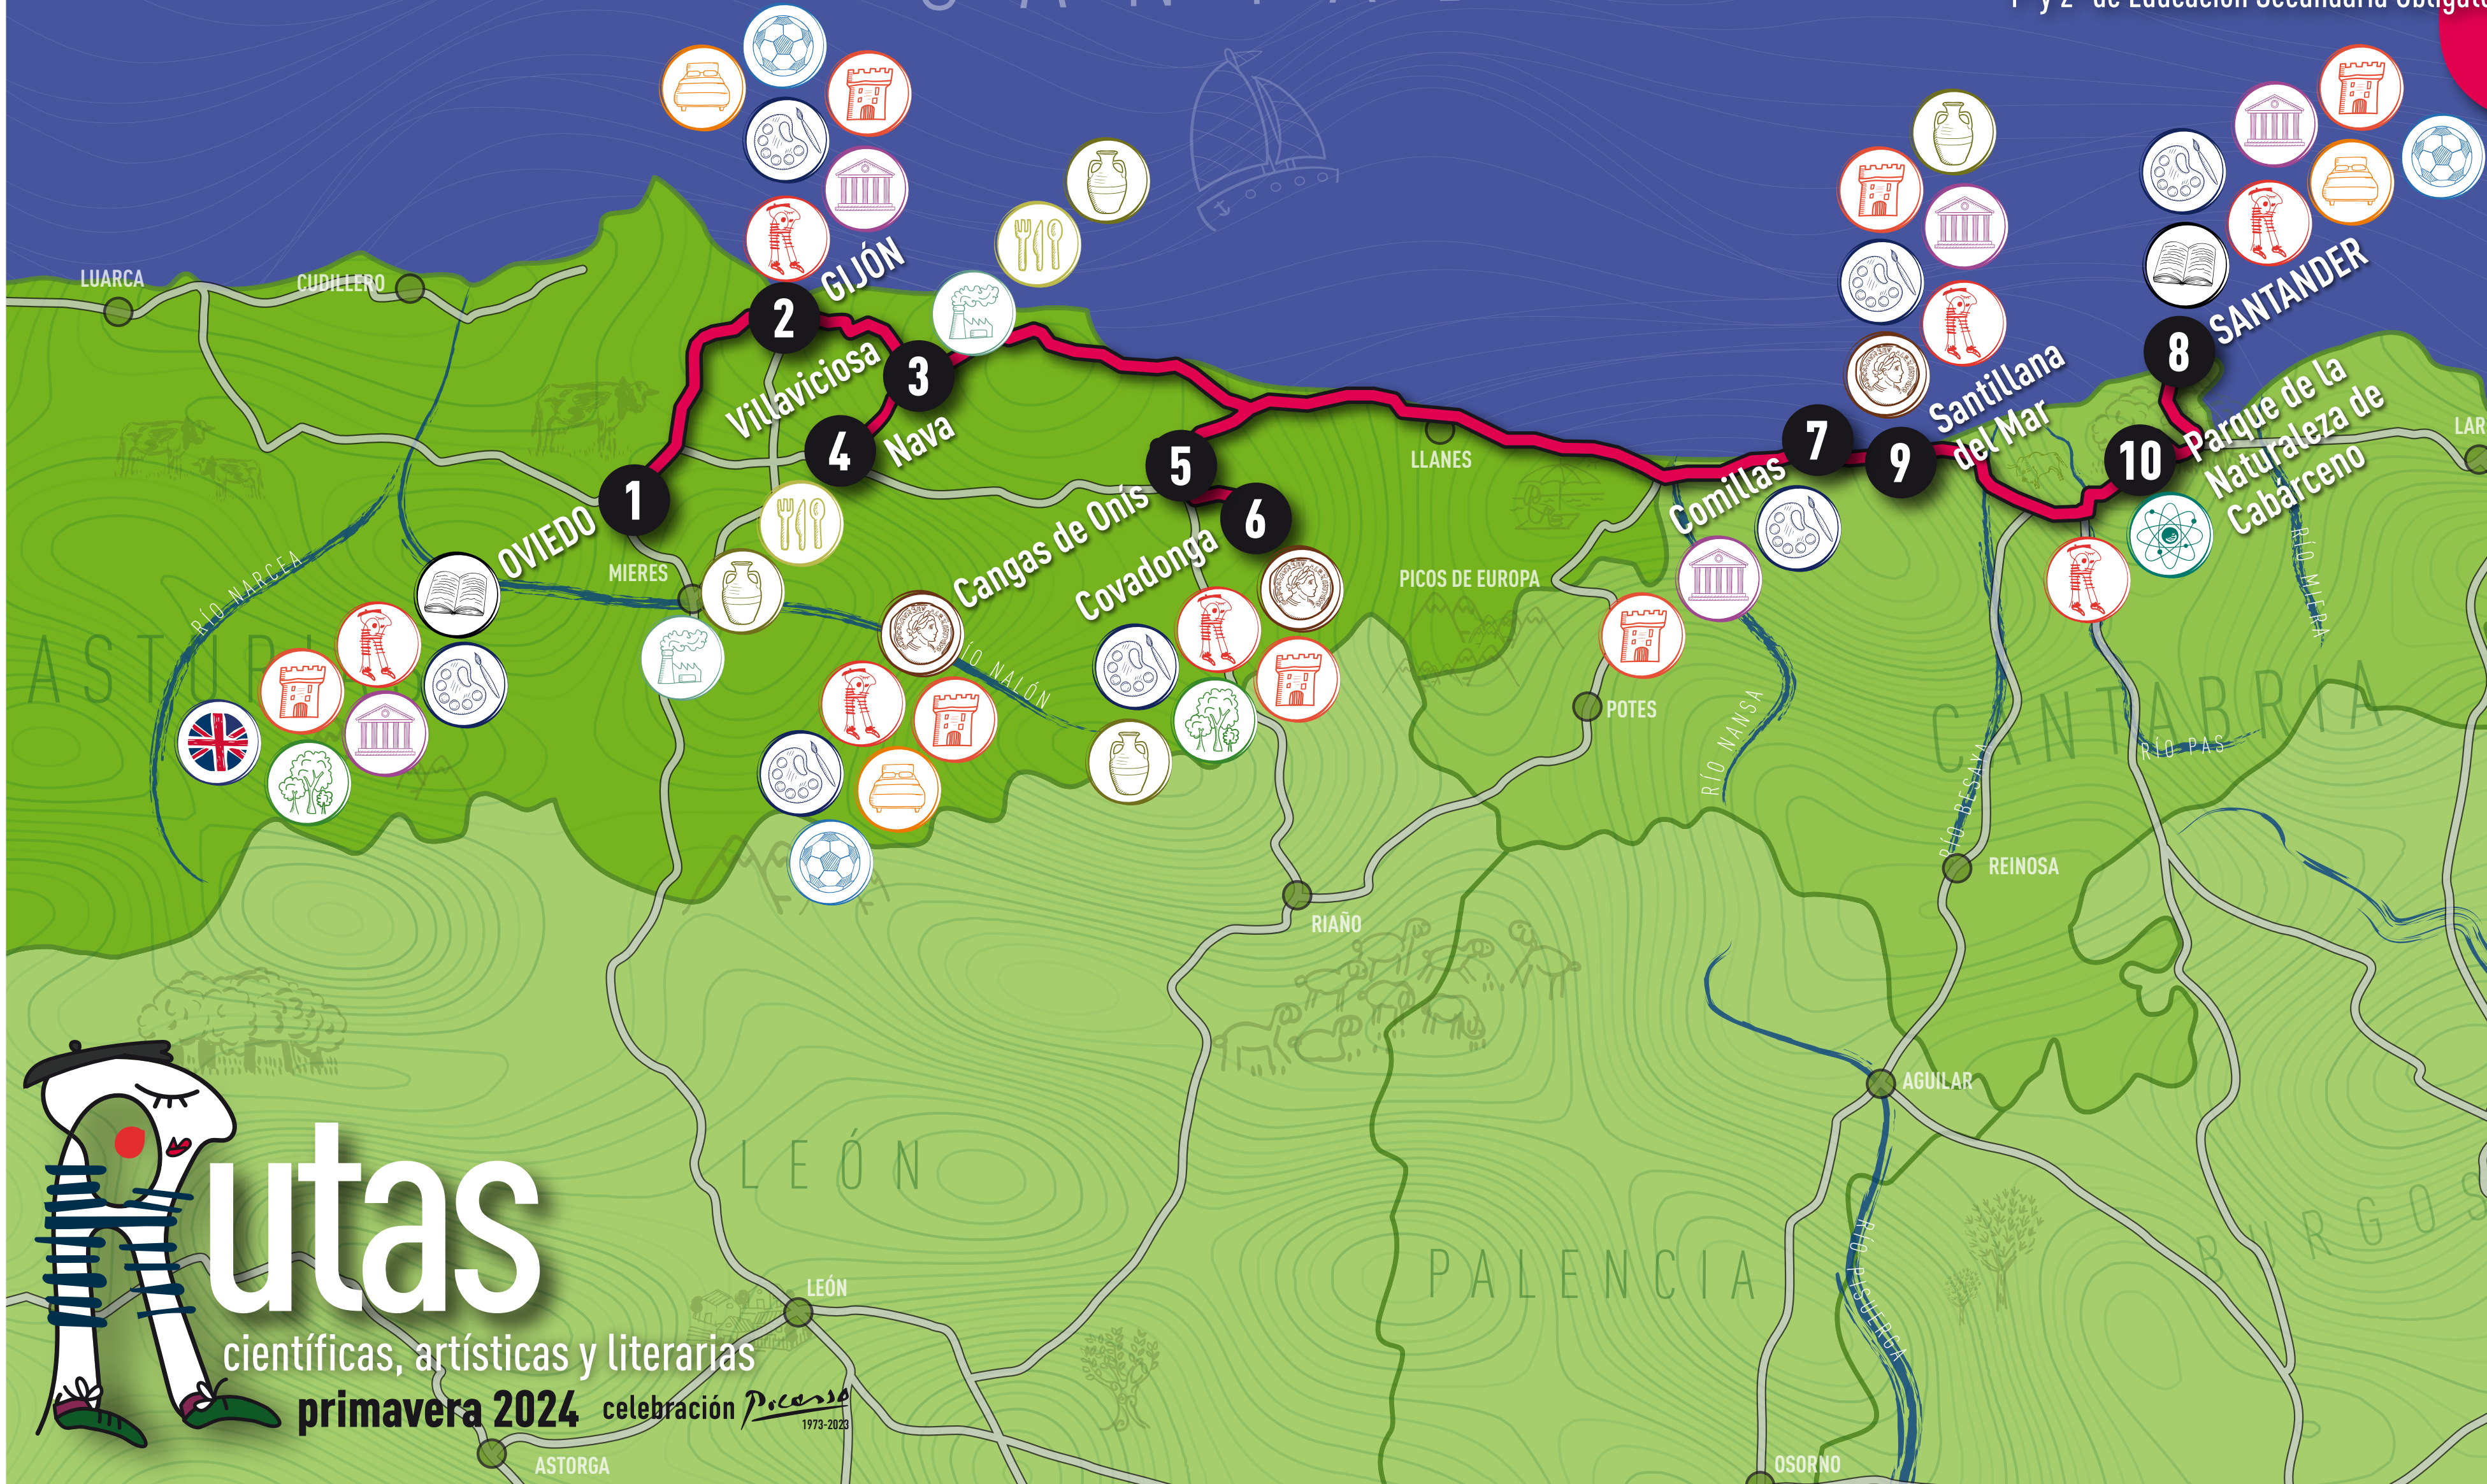 1º y 2º de Educación Secundaria
LUARCA
CUDILLERO
2
GIJÓN
Villaviciosa
3
4
Nava
1
OVIEDO
MIERES
RÍO NARCEA
ASTURIAS
5
Cangas de Onís
6
Covadonga
RÍO NALÓN
LLANES
PICOS DE EUROPA
POTES
7
Comillas
9
Santillana
del Mar
8
SANTANDER
10
Parque de la
Naturaleza de
Cabárceno
RÍO MIERA
RÍO NANSA
CANTABRIA
RÍO PAS
RÍO BESAYA
REINOSA
RIAÑO
AGUILAR
LEÓN
PALENCIA
BURGOS
RÍO PISUERGA
LEÓN
ASTORGA
OSORNO
Rutas
científicas, artísticas y literarias
primavera 2024 celebración Picasso
1973-2023